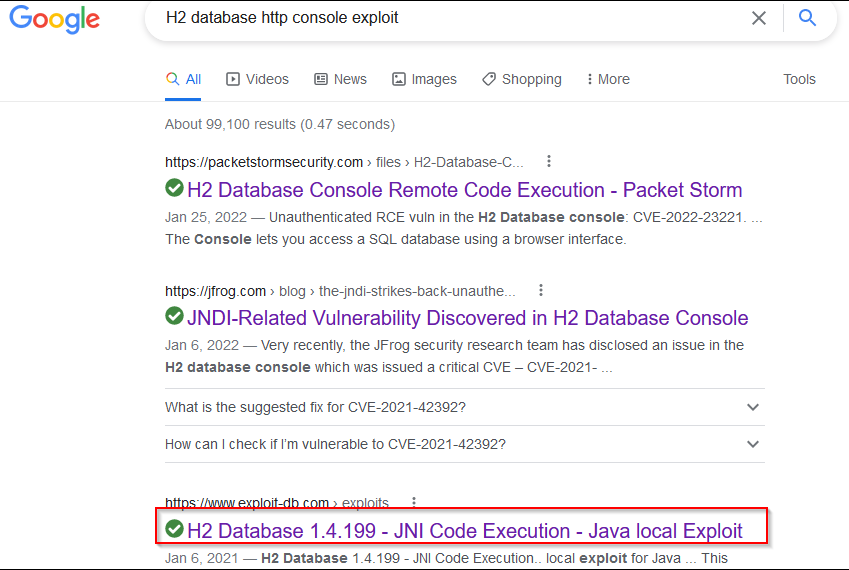 Google
H2 database http console exploit
All Videos News Images Shopping More Tools
About 99,100 results (0.47 seconds)
https://packetstormsecurity.com › files › H2-Database-C...
H2 Database Console Remote Code Execution - Packet Storm
Jan 25, 2022 — Unauthenticated RCE vuln in the H2 Database console: CVE-2022-23221. ...
The Console lets you access a SQL database using a browser interface.
https://jfrog.com › blog › the-jndi-strikes-back-unauthe...
JNDI-Related Vulnerability Discovered in H2 Database Console
Jan 6, 2022 — Very recently, the JFrog security research team has disclosed an issue in the
H2 database console which was issued a critical CVE – CVE-2021- ...
What is the suggested fix for CVE-2021-42392?
How can I check if I'm vulnerable to CVE-2021-42392?
https://www.exploit-db.com › exploits
H2 Database 1.4.199 - JNI Code Execution - Java local Exploit
Jan 6, 2021 — H2 Database 1.4.199 - JNI Code Execution.. local exploit for Java ... This